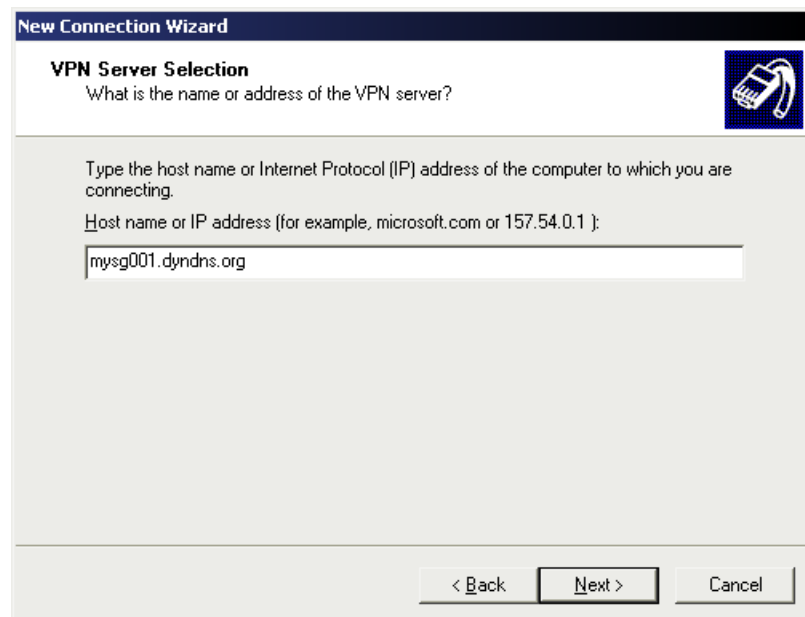 New Connection Wizard
VPN Server Selection
What is the name or address of the VPN server?
Type the host name or Internet Protocol (IP) address of the computer to which you are
connecting.
Host name or IP address (for example, microsoft.com or 157.54.0.1 ):
mysg001.dyndns.org
< Back
Next >
Cancel